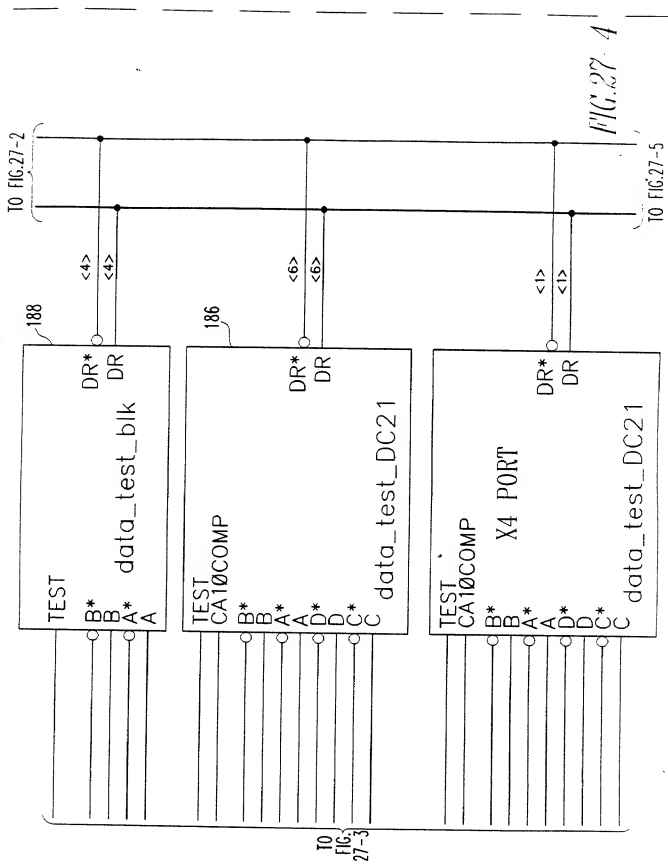 TO FIG.27-2
188
TEST
B*
B
A*
A
DR*
DR
<4>
<4>
data_test_blk
186
TEST
CA10COMP
B*
B
A*
A
D*
D
C*
C
DR*
DR
<6>
<6>
data_test_DC21
TEST
CA10COMP
B*
B
A*
A
D*
D
C*
C
X4 PORT
DR*
DR
<1>
<1>
data_test_DC21
TO
FIG.
27-3
TO FIG.27-5
FIG.27-4